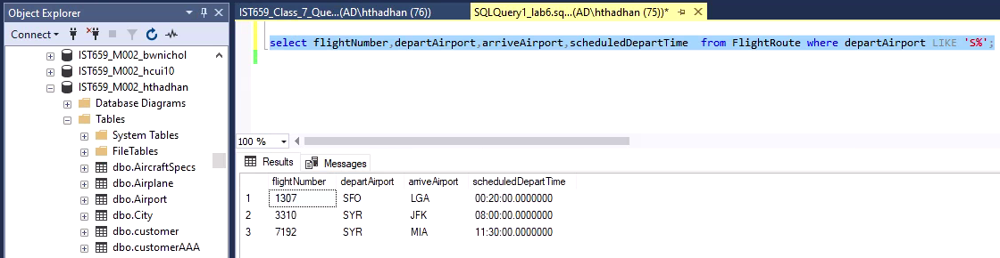 Object Explorer
Connect
IST659_M002_bwnichol
IST659_M002_hcui10
IST659_M002_hthadhan
Database Diagrams
Tables
System Tables
FileTables
dbo.AircraftSpecs
dbo.Airplane
dbo.Airport
dbo.City
dbo.customer
dbo.customerAAA
IST659_Class_7_Que...(AD\hthadhan (76))
SQLQuery1_lab6.sq...(AD\hthadhan (75))*
select flightNumber,departAirport,arriveAirport,scheduledDepartTime  from FlightRoute where departAirport LIKE 'S%';
100 %
Results Messages
flightNumber departAirport arriveAirport scheduledDepartTime
1 1307 SFO LGA 00:20:00.0000000
2 3310 SYR JFK 08:00:00.0000000
3 7192 SYR MIA 11:30:00.0000000